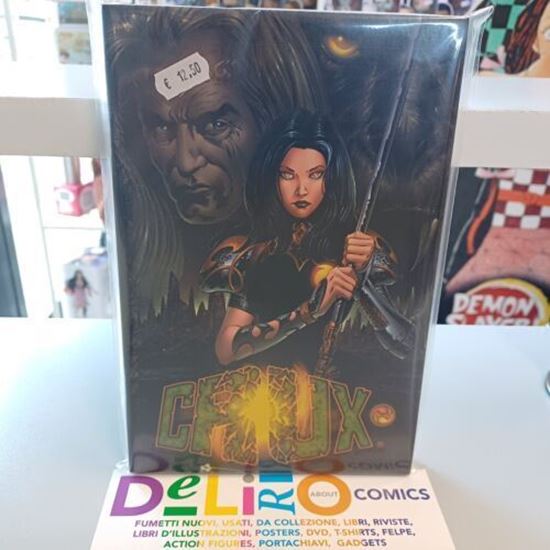 € 12,50
DEMON
SLAYER
CRUX
DeLiRiO ABOUT COMICS
FUMETTI NUOVI, USATI, DA COLLEZIONE, LIBRI, RIVISTE,
LIBRI D'ILLUSTRAZIONI, POSTERS, DVD, T-SHIRTS, FELPE,
ACTION FIGURES, PORTACHIAVI, GADGETS